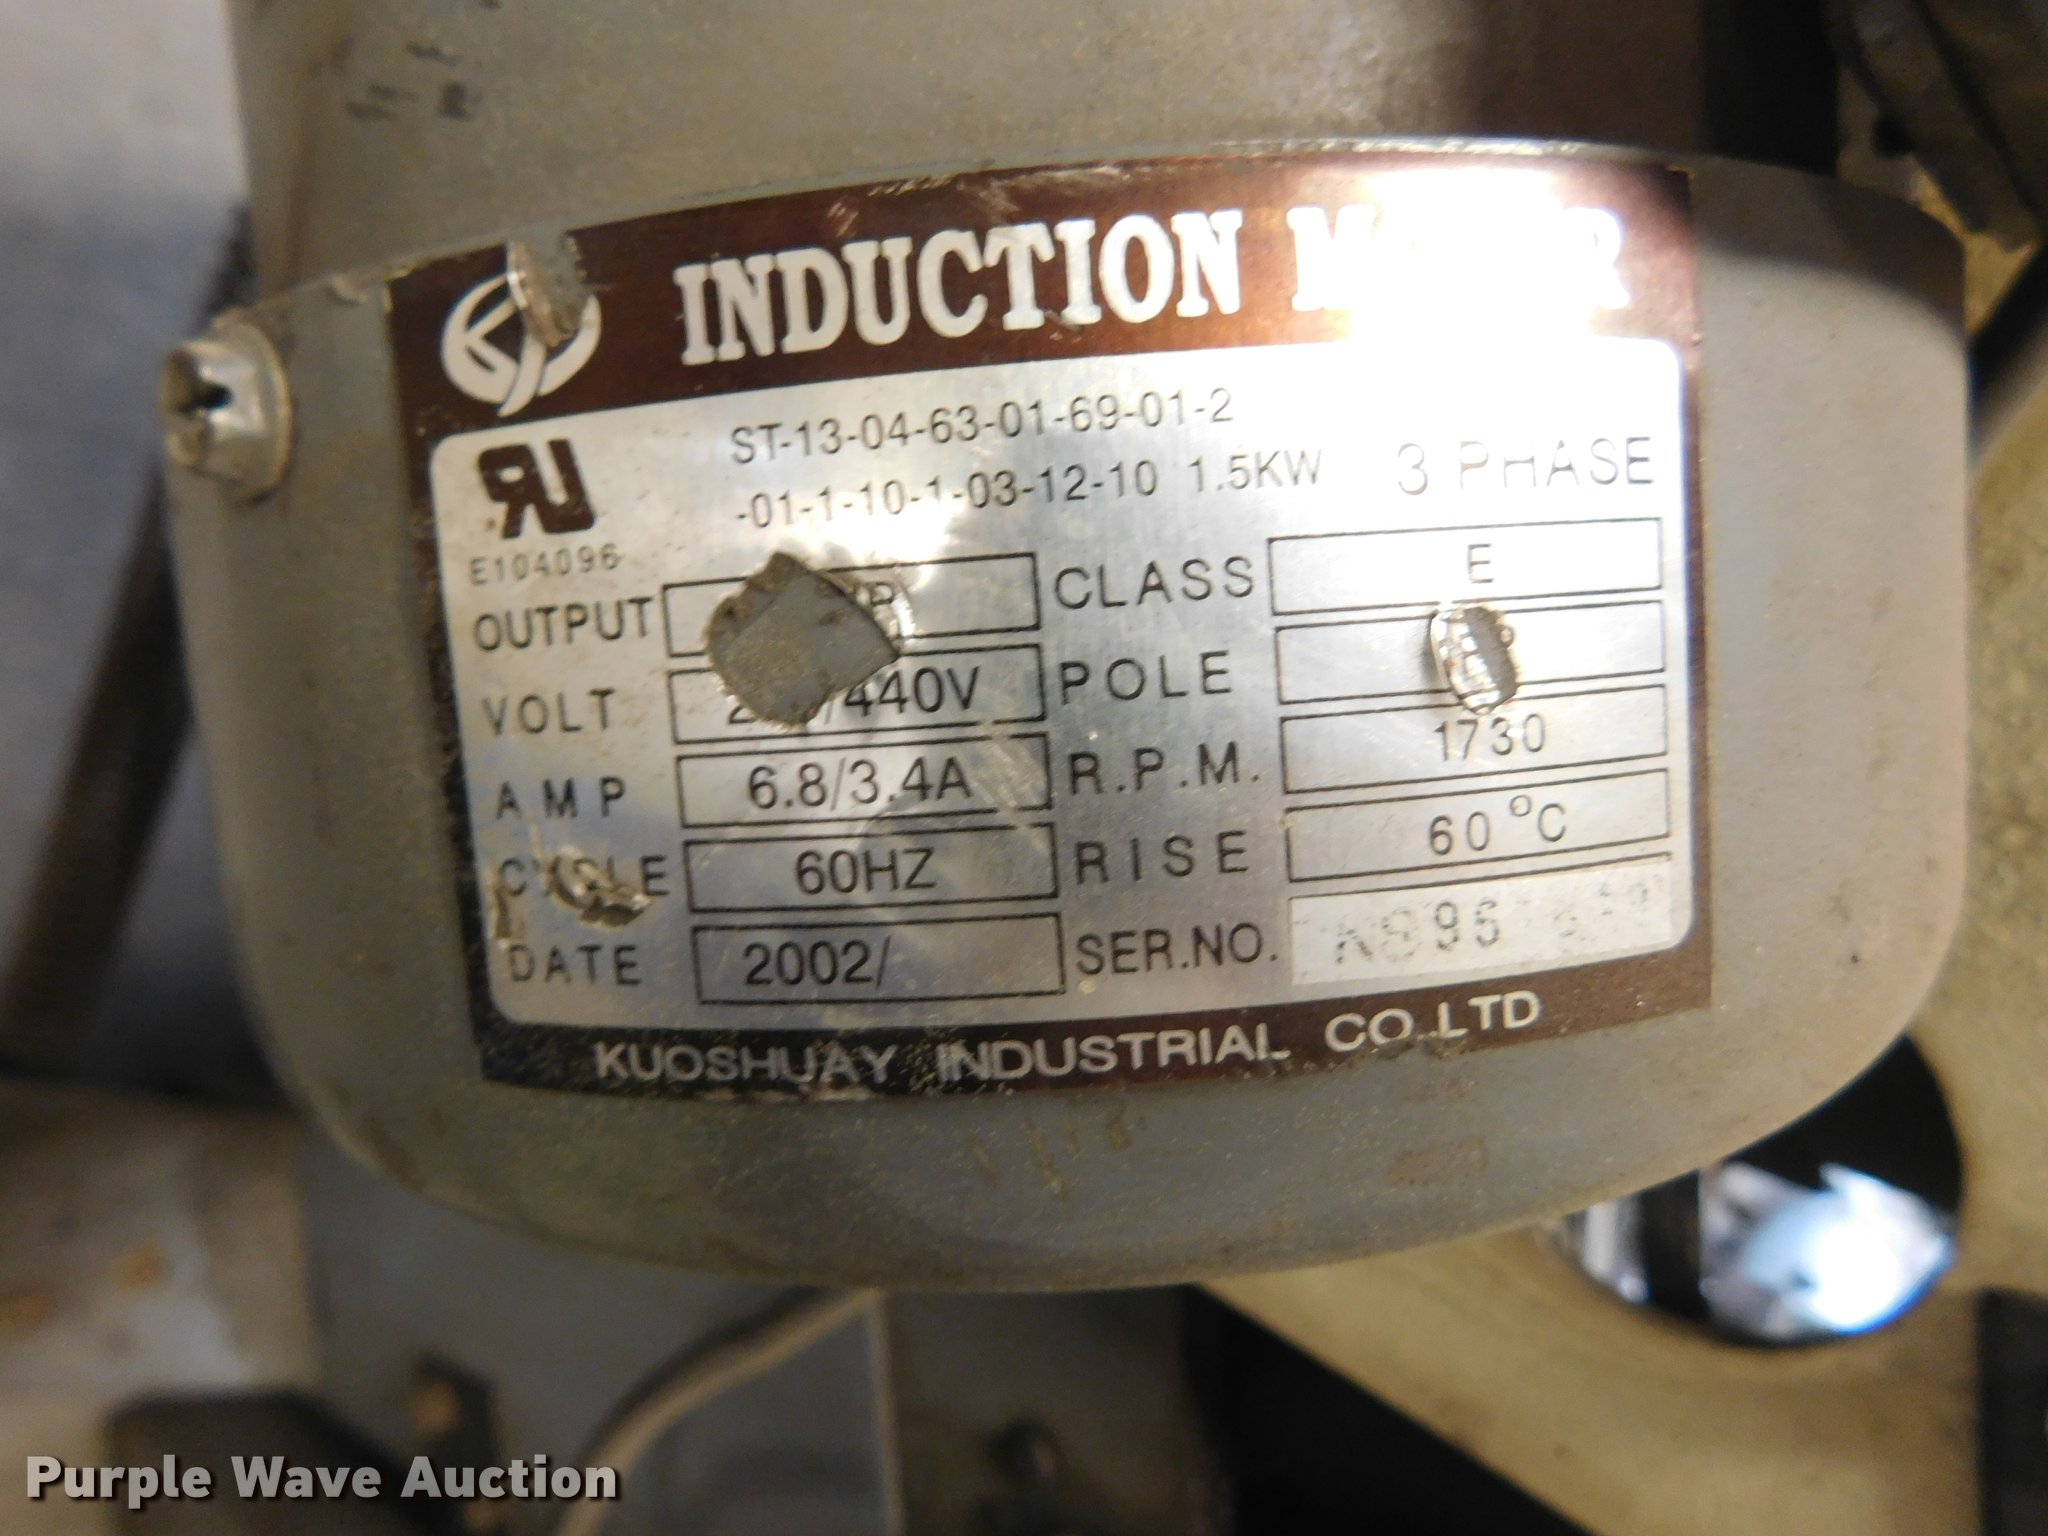 INDUCTION
ST-13-04-63-01-69-01-2
-01-1-10-1-03-12-10 1.5KW 3 PHASE
E104096
OUTPUT CLASS E
VOLT /440V POLE
AMP 6.8/3.4A R.P.M. 1730
CYCLE 60HZ RISE 60°C
DATE 2002/ SER.NO.
KUOSHUAY INDUSTRIAL CO.LTD
Purple Wave Auction